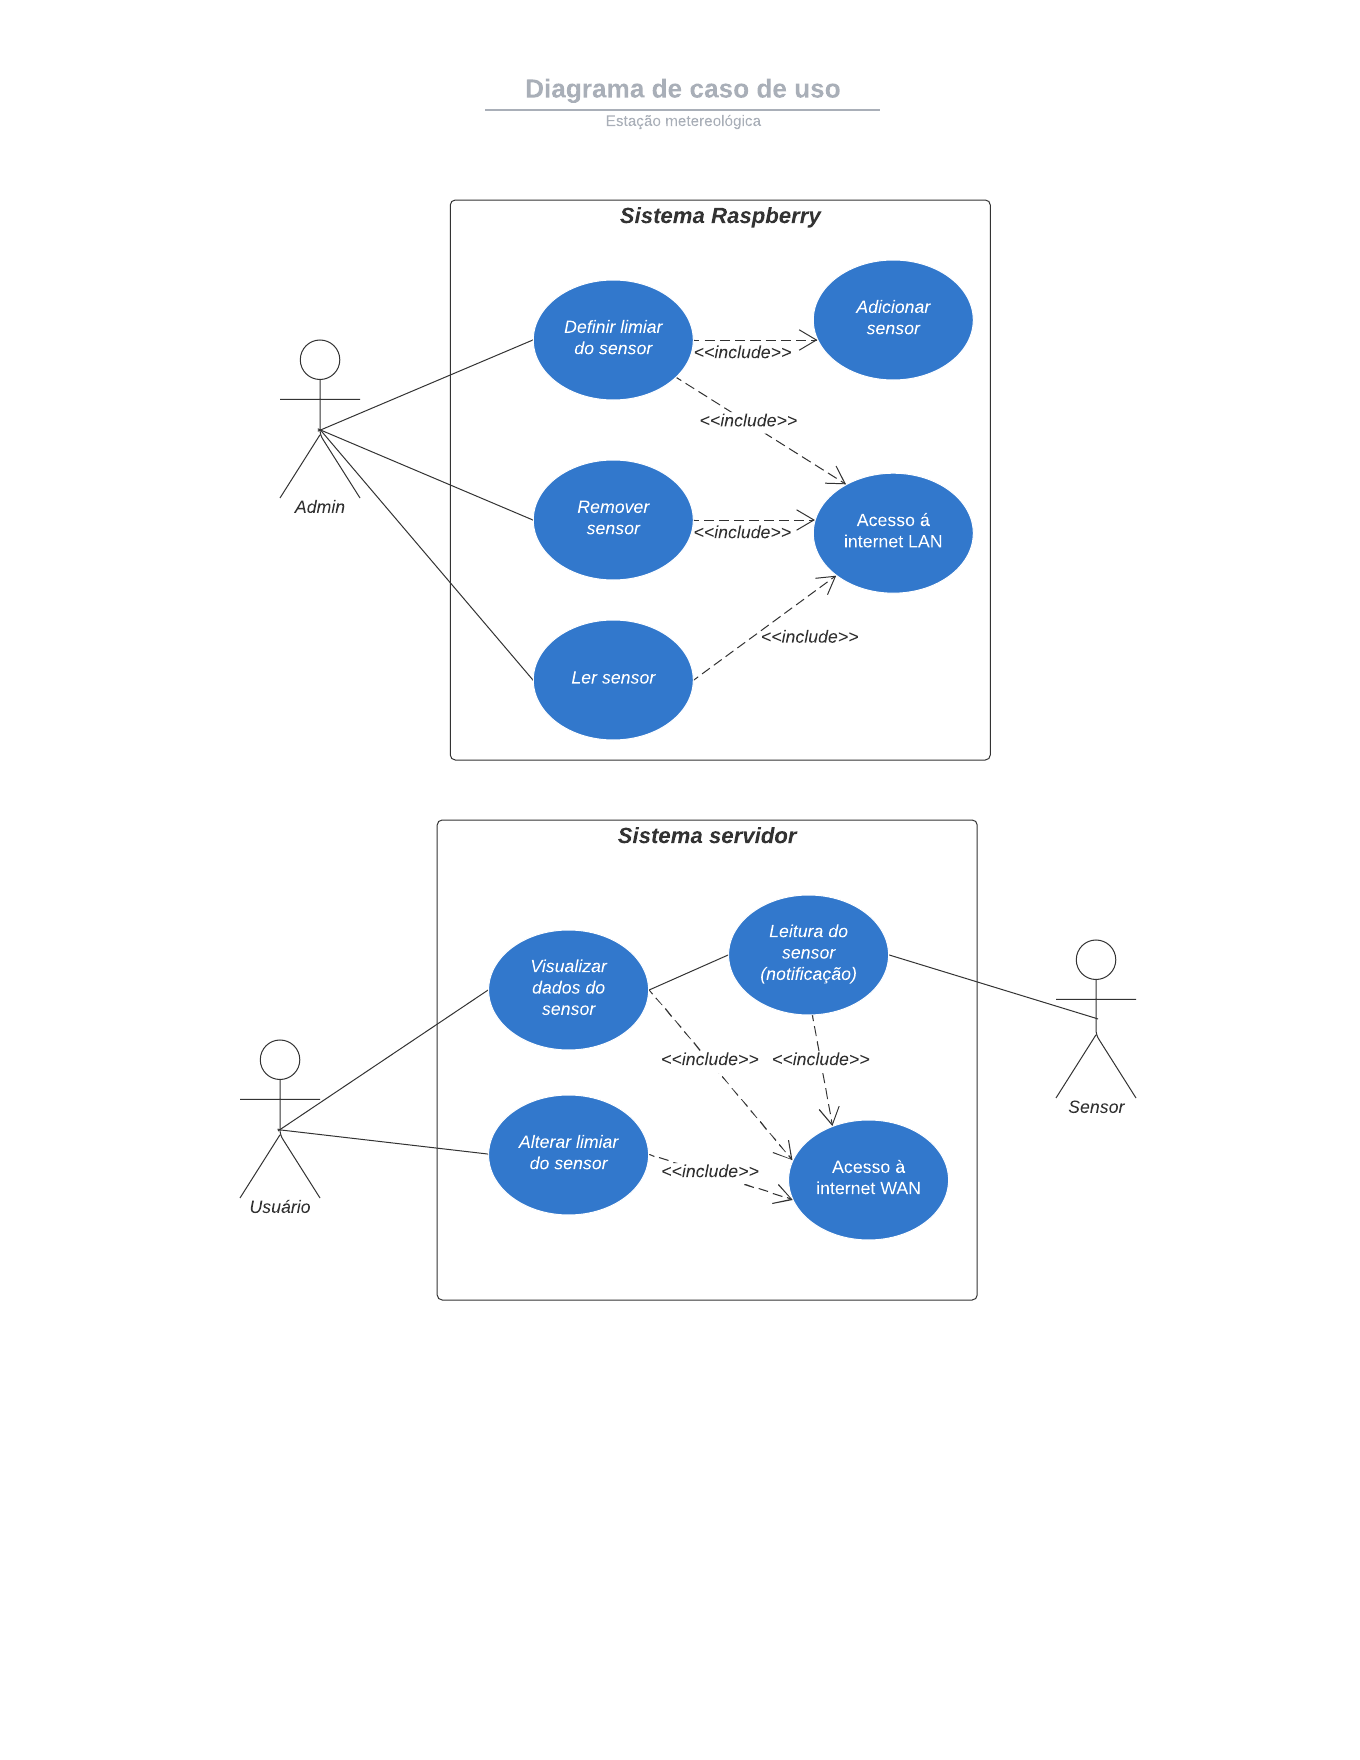 Diagrama de caso de uso
Estação metereológica
Sistema Raspberry
Definir limiar
do sensor
<<include>>
Adicionar
sensor
<<include>>
Admin
Remover
sensor
<<include>>
Acesso á
internet LAN
Ler sensor
<<include>>
Sistema servidor
Visualizar
dados do
sensor
Leitura do
sensor
(notificação)
<<include>>
<<include>>
Sensor
Usuário
Alterar limiar
do sensor
<<include>>
Acesso à
internet WAN